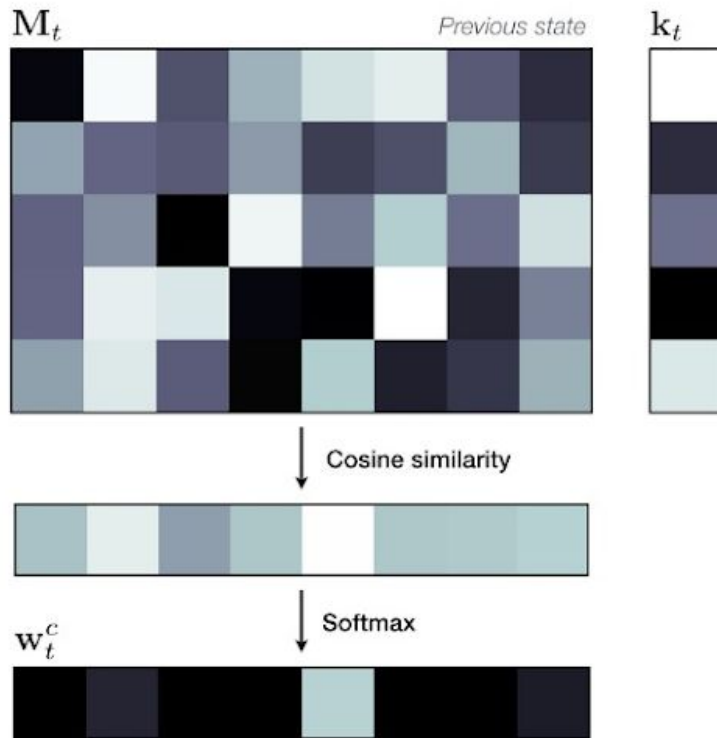 M_t
Previous state
k_t
Cosine similarity
Softmax
w_t^c